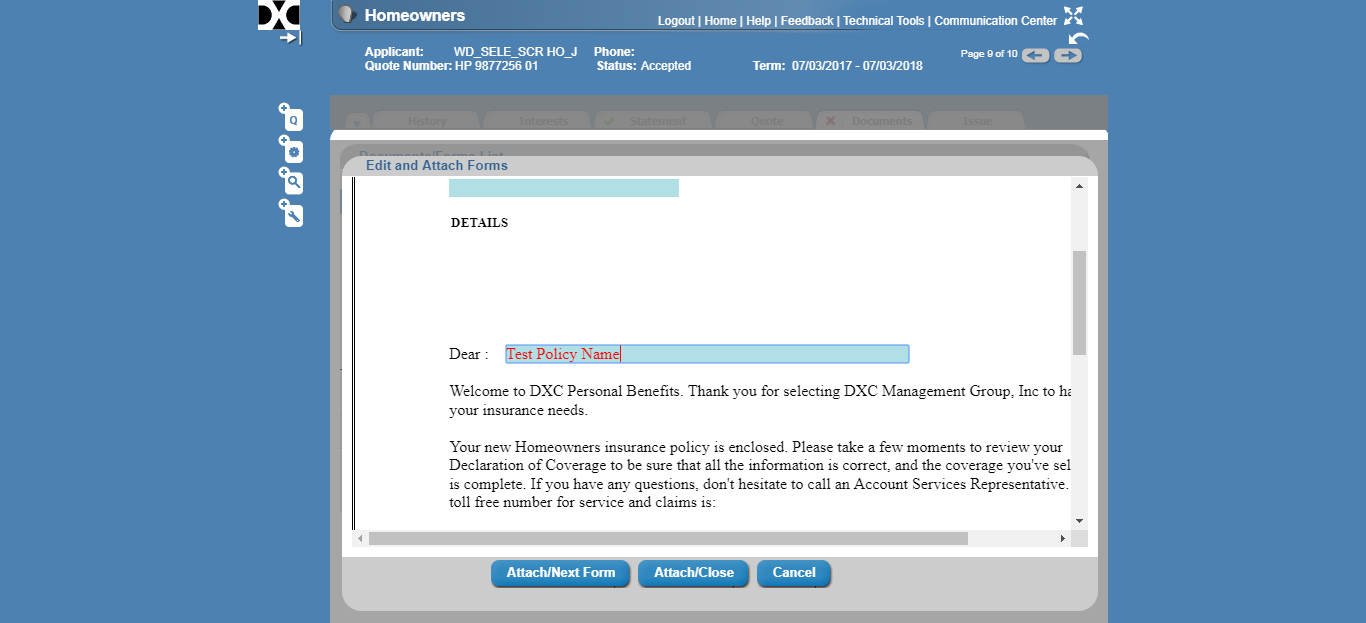 DXC
Homeowners
Logout | Home | Help | Feedback | Technical Tools | Communication Center
Applicant: WD_SELE_SCR HO_J Phone:
Quote Number: HP 9877256 01 Status: Accepted Term: 07/03/2017 - 07/03/2018
Page 9 of 10
Q
History Interests Statement Quote Documents Issue
Documents/Forms List
Edit and Attach Forms
DETAILS
Dear : Test Policy Name
Welcome to DXC Personal Benefits. Thank you for selecting DXC Management Group, Inc to ha
your insurance needs.
Your new Homeowners insurance policy is enclosed. Please take a few moments to review your
Declaration of Coverage to be sure that all the information is correct, and the coverage you've sel
is complete. If you have any questions, don't hesitate to call an Account Services Representative.
toll free number for service and claims is:
Attach/Next Form Attach/Close Cancel